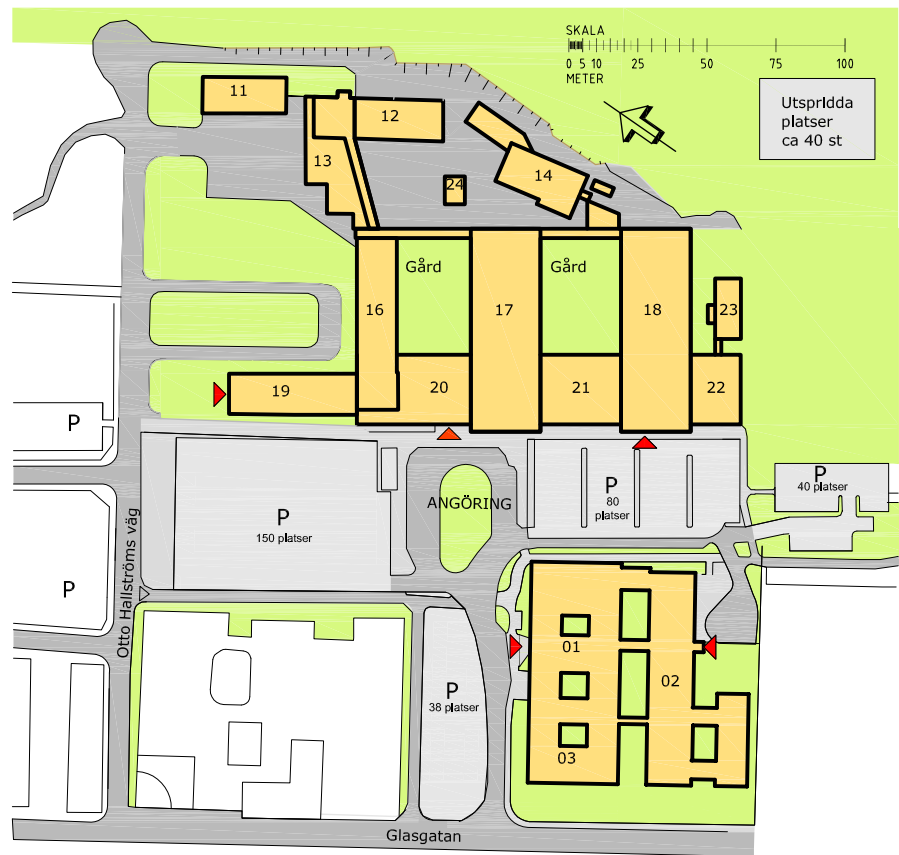 SKALA
0 5 10 25 50 75 100
METER
Utspridda
platser
ca 40 st
11
12
13
14
24
Gård
Gård
16
17
18
23
19
20
21
22
P
P
40 platser
P
80
platser
ANGÖRING
P
150 platser
P
Otto Hallströms väg
01
02
P
38 platser
03
Glasgatan